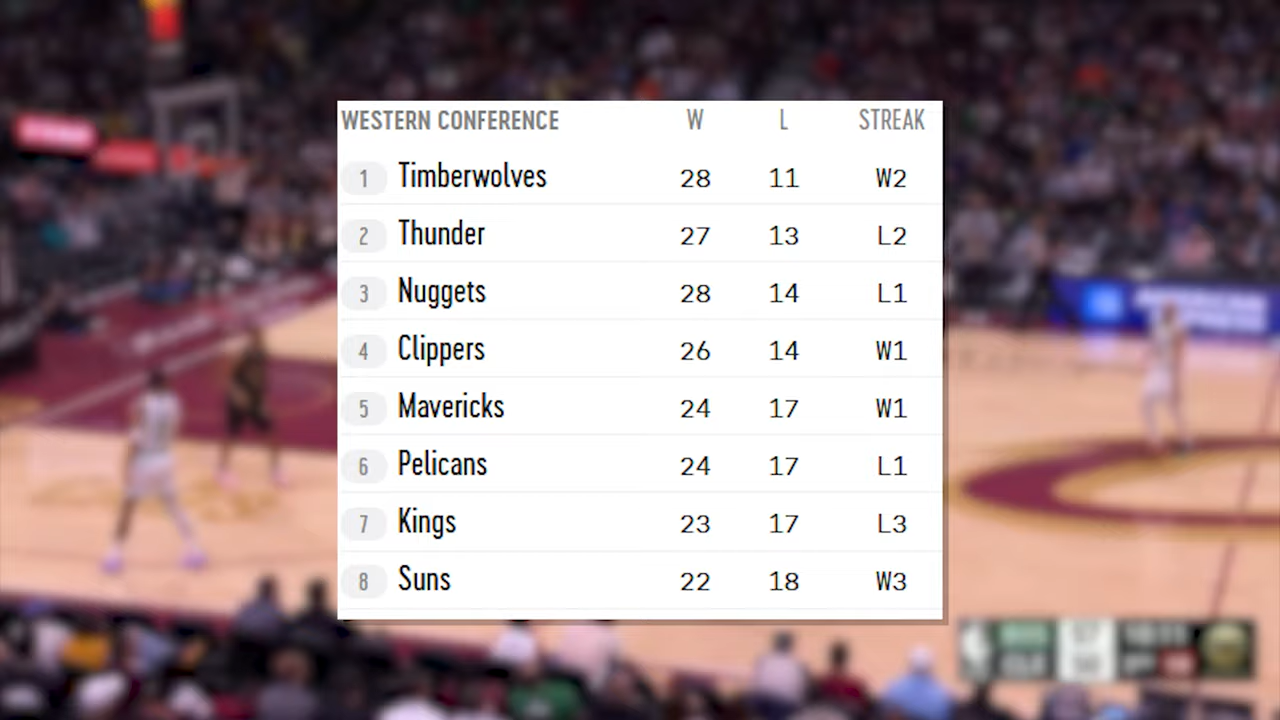 WESTERN CONFERENCE W L STREAK
1 Timberwolves 28 11 W2
2 Thunder 27 13 L2
3 Nuggets 28 14 L1
4 Clippers 26 14 W1
5 Mavericks 24 17 W1
6 Pelicans 24 17 L1
7 Kings 23 17 L3
8 Suns 22 18 W3